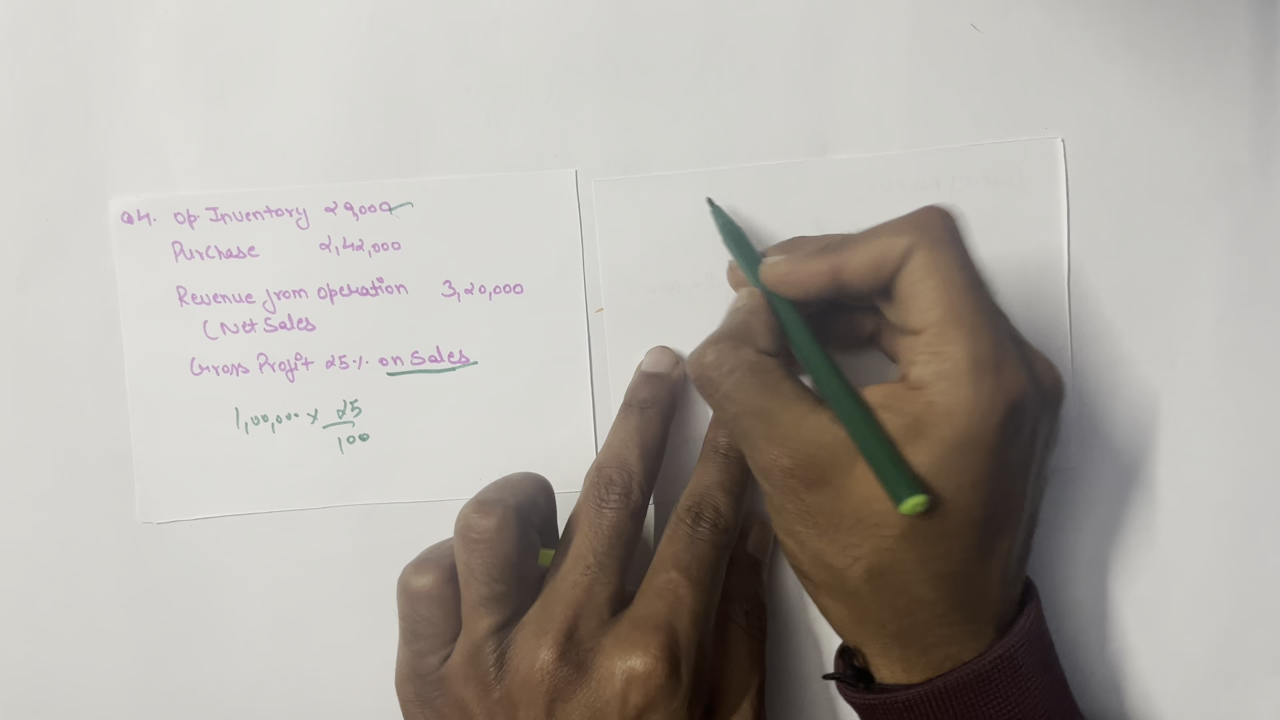 Q4. Op Inventory 29,000
Purchase 2,42,000
Revenue from operation 3,20,000
(Net Sales
Gross Profit 25% on Sales
1,00,000 × 25
100